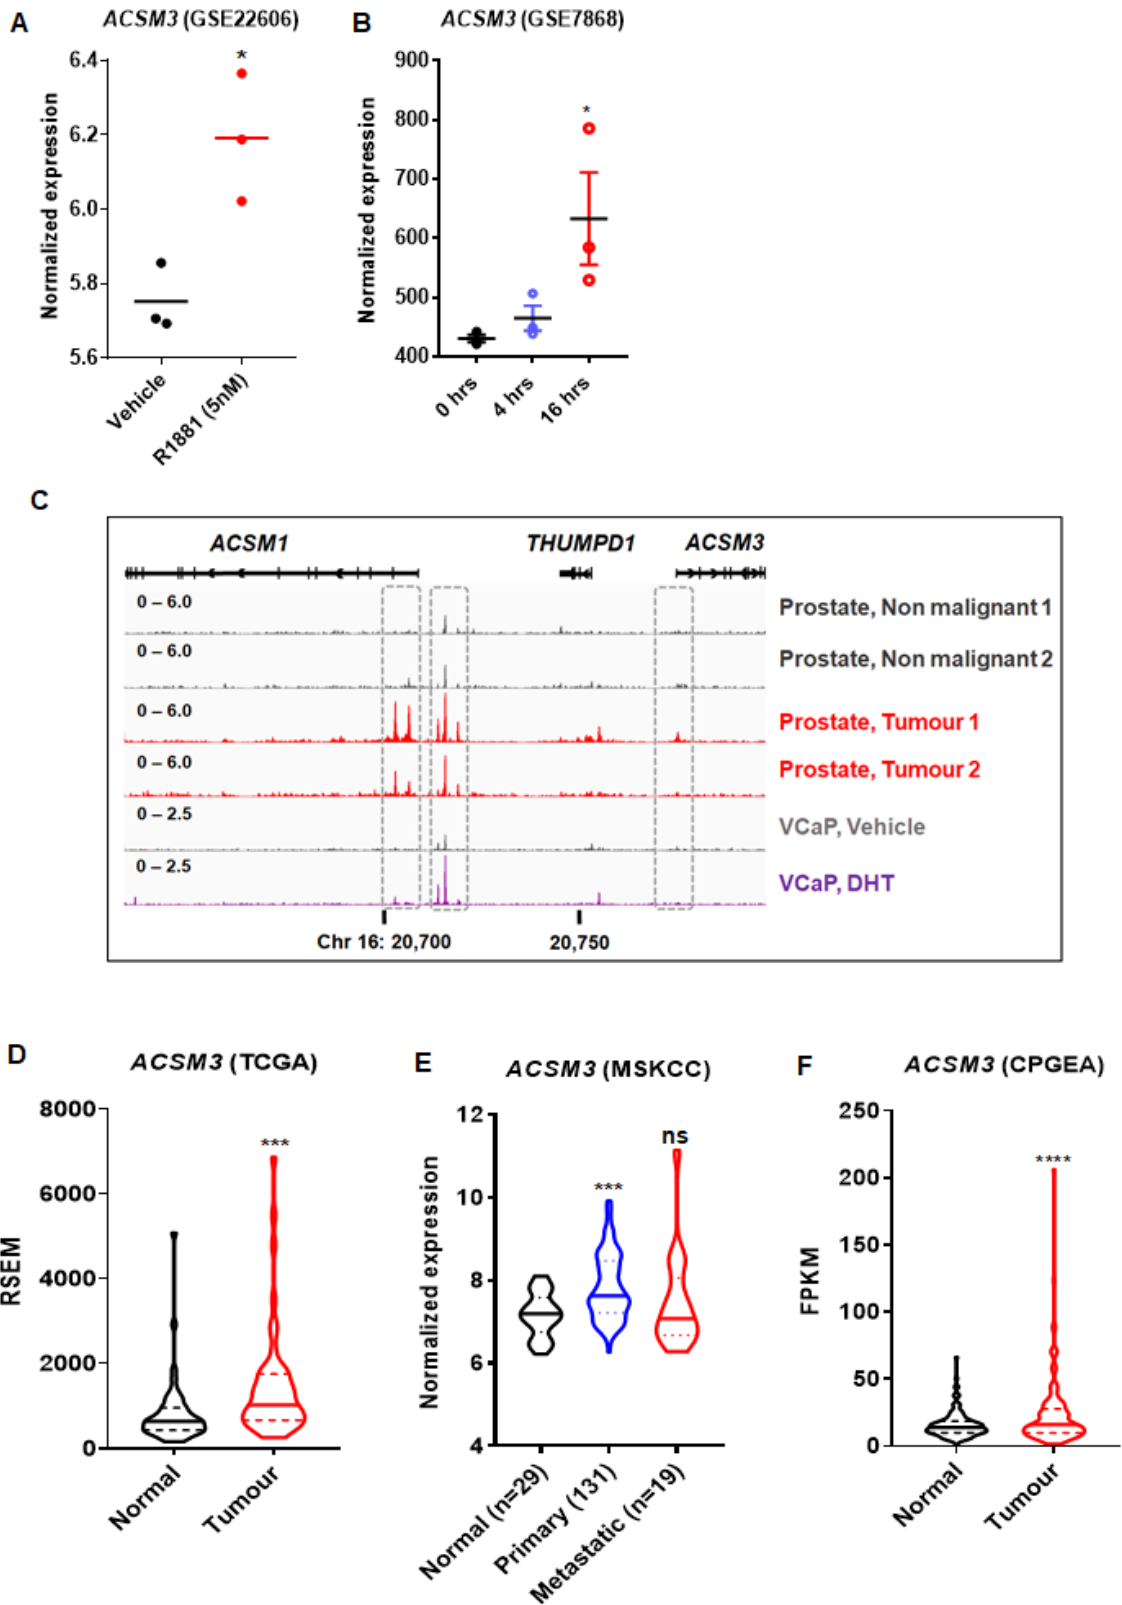 A
ACSM3 (GSE22606)
*
Normalized expression
6.4
6.2
6.0
5.8
5.6
Vehicle
R1881 (5nM)
B
ACSM3 (GSE7868)
*
Normalized expression
900
800
700
600
500
400
0 hrs
4 hrs
16 hrs
C
ACSM1 THUMPD1 ACSM3
0 – 6.0 Prostate, Non malignant 1
0 – 6.0 Prostate, Non malignant 2
0 – 6.0 Prostate, Tumour 1
0 – 6.0 Prostate, Tumour 2
0 – 2.5 VCaP, Vehicle
0 – 2.5 VCaP, DHT
Chr 16: 20,700 20,750
D
ACSM3 (TCGA)
***
RSEM
8000
6000
4000
2000
0
Normal
Tumour
E
ACSM3 (MSKCC)
***
ns
Normalized expression
12
10
8
6
4
Normal (n=29)
Primary (131)
Metastatic (n=19)
F
ACSM3 (CPGEA)
****
FPKM
250
200
150
100
50
0
Normal
Tumour